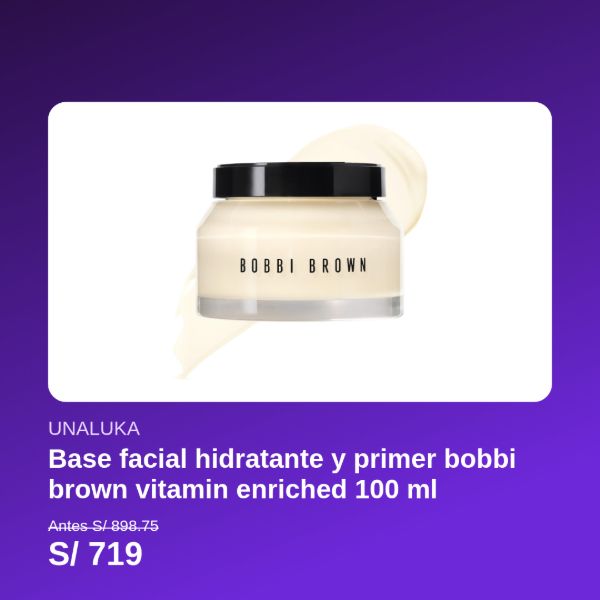 BOBBI BROWN
UNALUKA
Base facial hidratante y primer bobbi
brown vitamin enriched 100 ml
Antes S/ 898.75
S/ 719